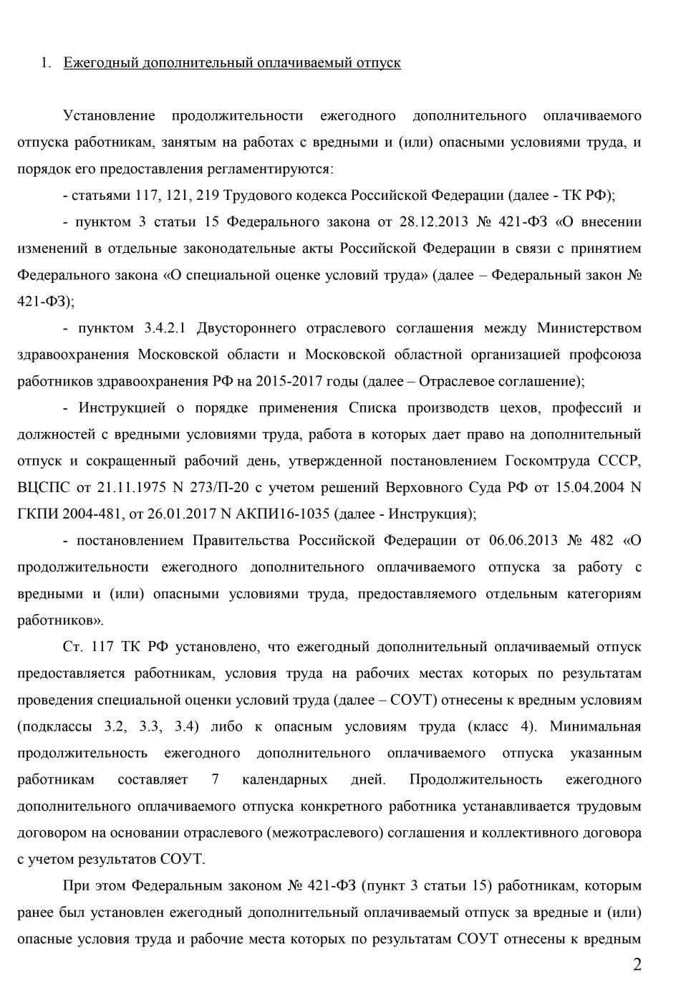 1. Ежегодный дополнительный оплачиваемый отпуск
Установление продолжительности ежегодного дополнительного оплачиваемого
отпуска работникам, занятым на работах с вредными и (или) опасными условиями труда, и
порядок его предоставления регламентируются:
- статьями 117, 121, 219 Трудового кодекса Российской Федерации (далее - ТК РФ);
- пунктом 3 статьи 15 Федерального закона от 28.12.2013 № 421-ФЗ «О внесении
изменений в отдельные законодательные акты Российской Федерации в связи с принятием
Федерального закона «О специальной оценке условий труда» (далее – Федеральный закон №
421-ФЗ);
- пунктом 3.4.2.1 Двустороннего отраслевого соглашения между Министерством
здравоохранения Московской области и Московской областной организацией профсоюза
работников здравоохранения РФ на 2015-2017 годы (далее – Отраслевое соглашение);
- Инструкцией о порядке применения Списка производств цехов, профессий и
должностей с вредными условиями труда, работа в которых дает право на дополнительный
отпуск и сокращенный рабочий день, утвержденной постановлением Госкомтруда СССР,
ВЦСПС от 21.11.1975 N 273/П-20 с учетом решений Верховного Суда РФ от 15.04.2004 N
ГКПИ 2004-481, от 26.01.2017 N АКПИ16-1035 (далее - Инструкция);
- постановлением Правительства Российской Федерации от 06.06.2013 № 482 «О
продолжительности ежегодного дополнительного оплачиваемого отпуска за работу с
вредными и (или) опасными условиями труда, предоставляемого отдельным категориям
работников».
Ст. 117 ТК РФ установлено, что ежегодный дополнительный оплачиваемый отпуск
предоставляется работникам, условия труда на рабочих местах которых по результатам
проведения специальной оценки условий труда (далее – СОУТ) отнесены к вредным условиям
(подклассы 3.2, 3.3, 3.4) либо к опасным условиям труда (класс 4). Минимальная
продолжительность ежегодного дополнительного оплачиваемого отпуска указанным
работникам составляет 7 календарных дней. Продолжительность ежегодного
дополнительного оплачиваемого отпуска конкретного работника устанавливается трудовым
договором на основании отраслевого (межотраслевого) соглашения и коллективного договора
с учетом результатов СОУТ.
При этом Федеральным законом № 421-ФЗ (пункт 3 статьи 15) работникам, которым
ранее был установлен ежегодный дополнительный оплачиваемый отпуск за вредные и (или)
опасные условия труда и рабочие места которых по результатам СОУТ отнесены к вредным
2